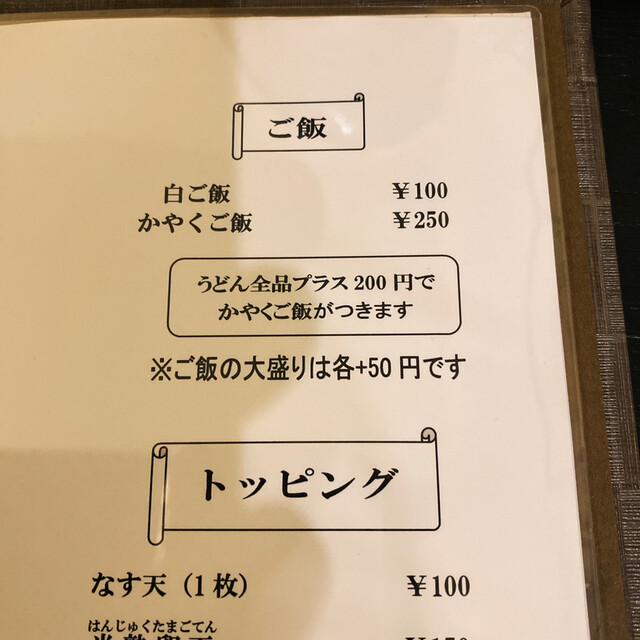 ご飯
白ご飯 ￥100
かやくご飯 ￥250
うどん全品プラス200円で
かやくご飯がつきます
※ご飯の大盛りは各+50円です
トッピング
なす天（1枚） ￥100
はんじゅくたまごてん